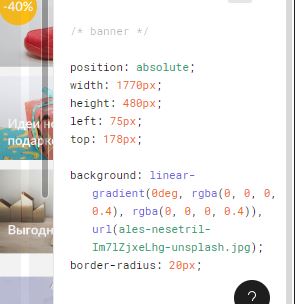 -40%
/* banner */
position: absolute;
width: 1770px;
height: 480px;
left: 75px;
top: 178px;
Идеи
background: linear-
gradient(0deg, rgba(0, 0, 0,
0.4), rgba(0, 0, 0, 0.4)),
url(ales-nesetril-
Im7lZjxeLhg-unsplash.jpg);
border-radius: 20px;
?